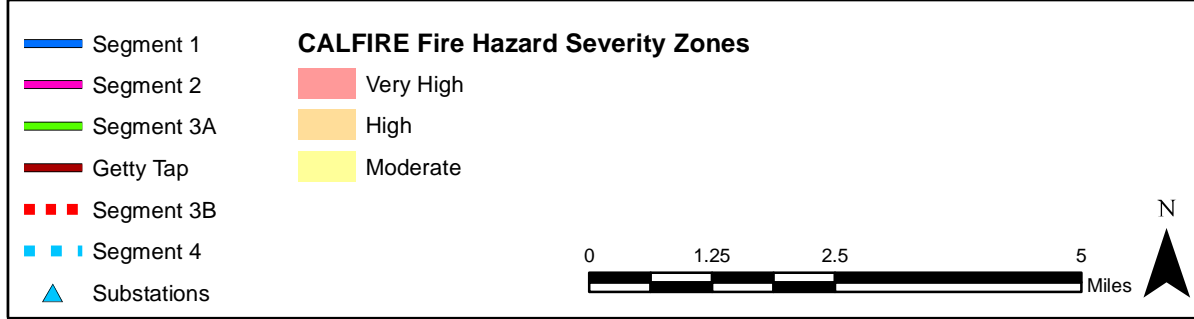 Segment 1
Segment 2
Segment 3A
Getty Tap
Segment 3B
Segment 4
Substations
CALFIRE Fire Hazard Severity Zones
Very High
High
Moderate
0 1.25 2.5 5
Miles
N